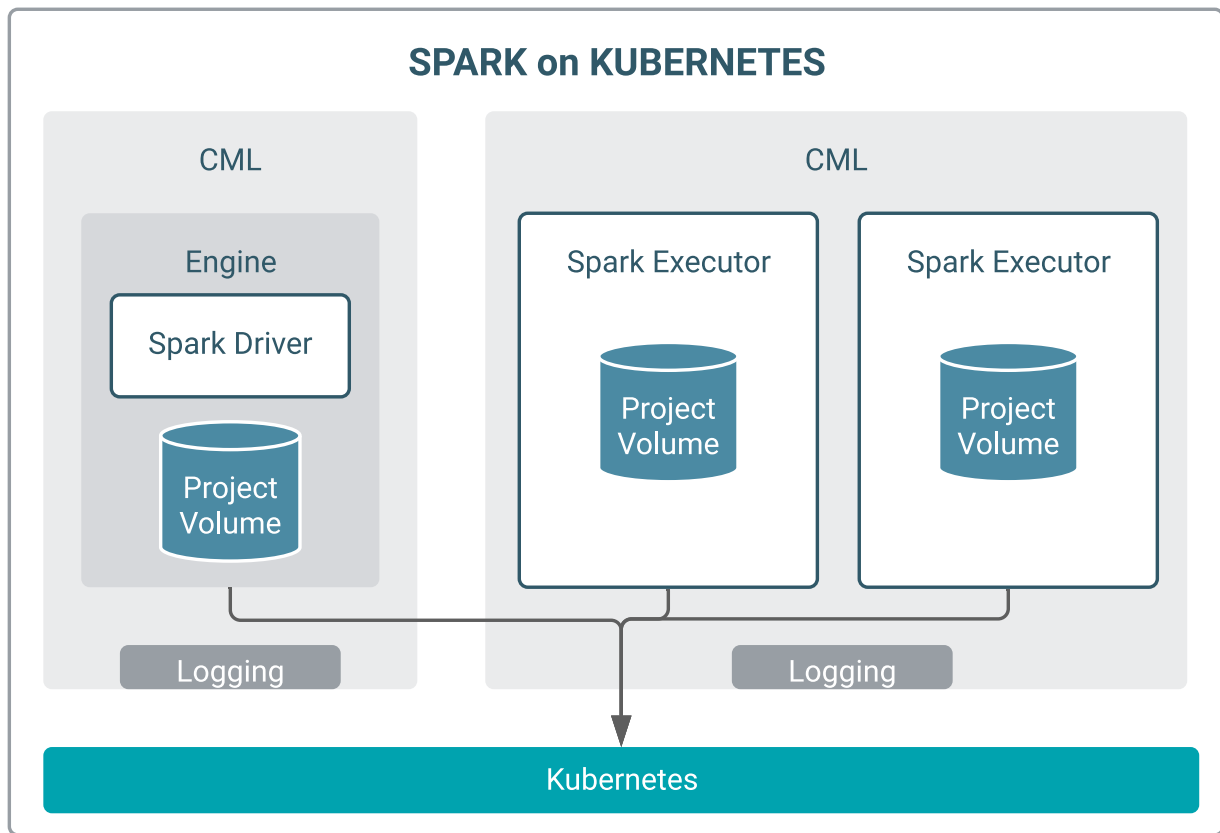 SPARK on KUBERNETES
CML
Engine
Spark Driver
Project
Volume
Logging
CML
Spark Executor
Project
Volume
Spark Executor
Project
Volume
Logging
Kubernetes